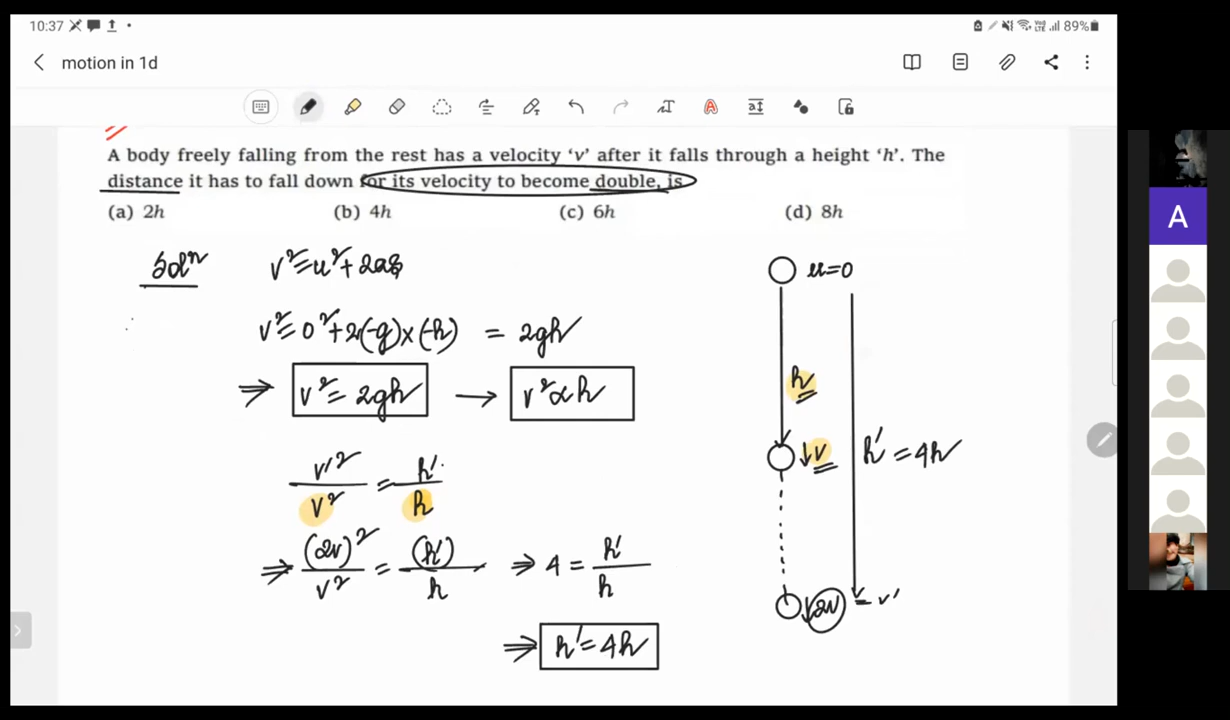 10:37
89%
motion in 1d
A body freely falling from the rest has a velocity ‘v’ after it falls through a height ‘h’. The
distance it has to fall down for its velocity to become double, is
(a) 2h (b) 4h (c) 6h (d) 8h
Solⁿ v² = u² + 2as
u=0
v² = 0² + 2(-g)×(-h) = 2gh
⇒ v² = 2gh → v² ∝ h
h
↓v h' = 4h
v'²/v² = h'/h
⇒ (2v)²/v² = (h')/h ⇒ 4 = h'/h
↓2v = v'
⇒ h' = 4h
A